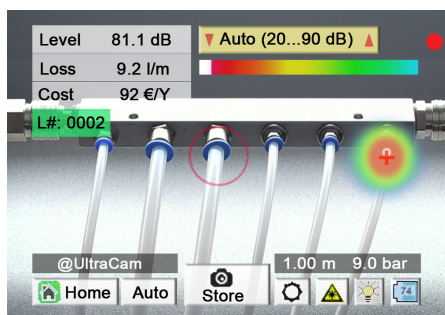 Level 81.1 dB
Auto (20...90 dB)
Loss 9.2 l/m
Cost 92 €/Y
L#: 0002
@UltraCam
1.00 m 9.0 bar
Home
Auto
Store
74